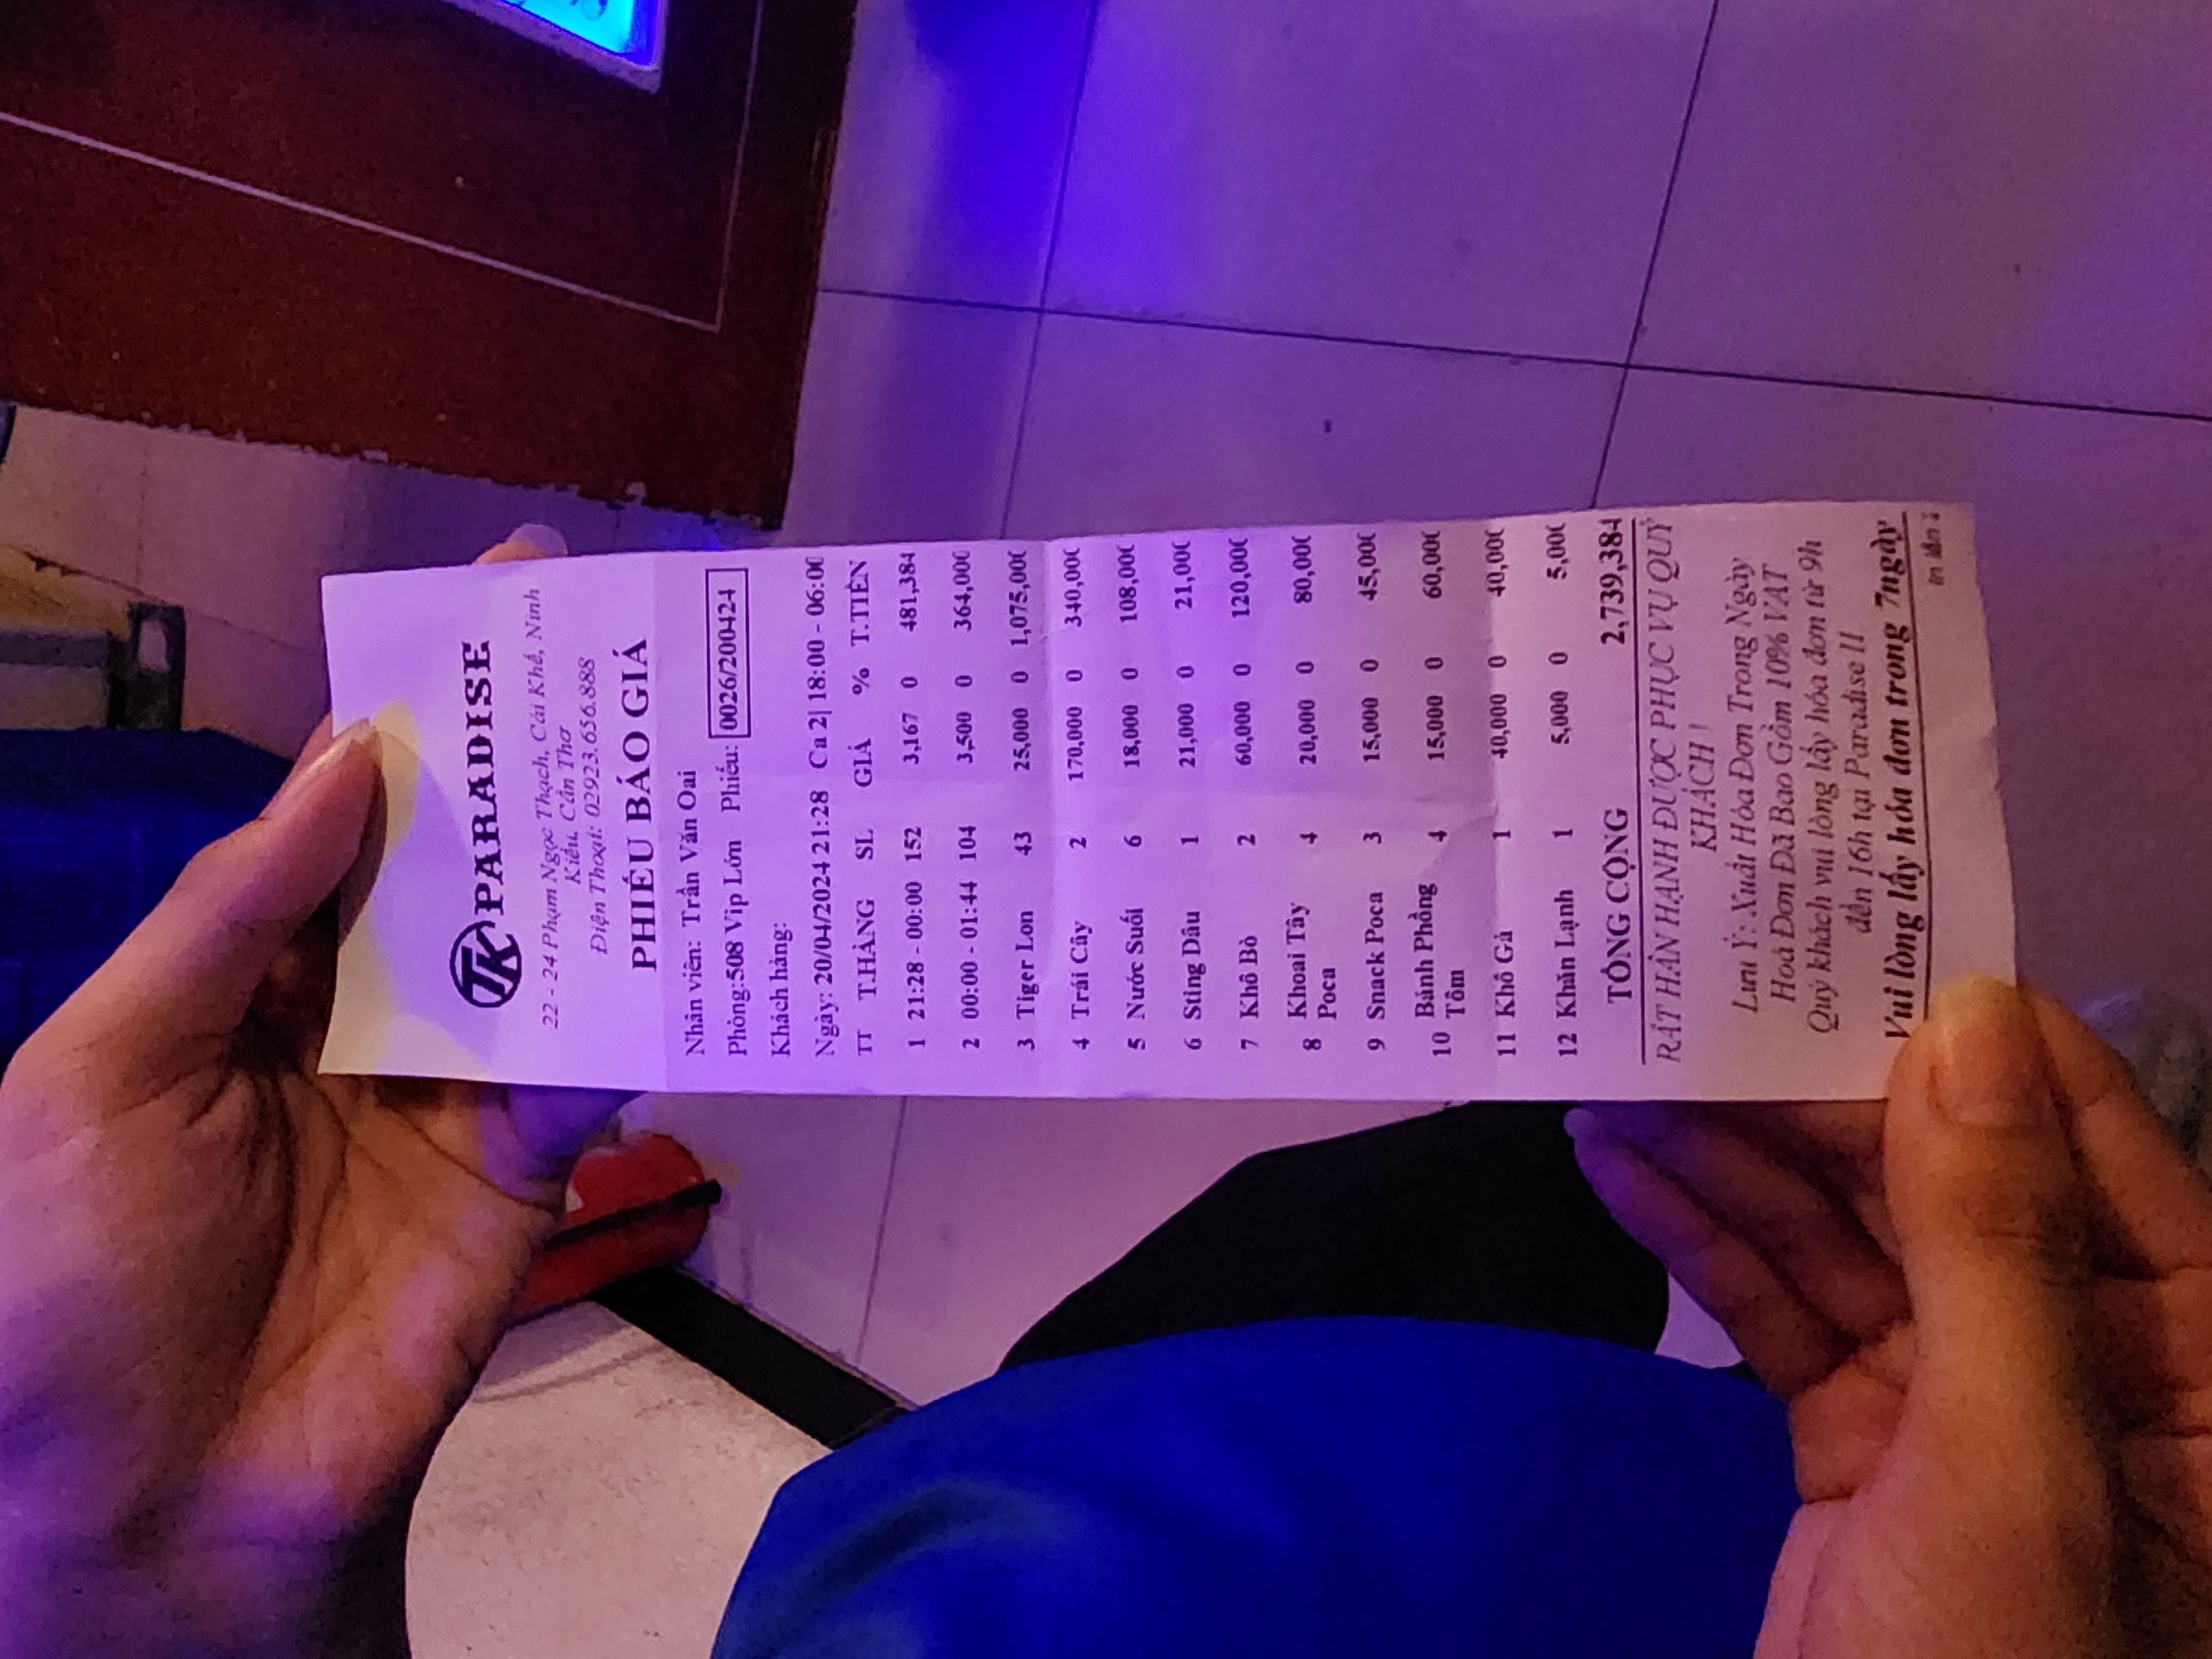 TK PARADISE
22 - 24 Phạm Ngọc Thạch, Cái Khế, Ninh
Kiều, Cần Thơ
Điện Thoại: 02923.656.888
PHIẾU BÁO GIÁ
Nhân viên: Trần Văn Oai
Phòng:508 Vip Lớn Phiếu: 0026/200424
Khách hàng:
Ngày: 20/04/2024 21:28 Ca 2| 18:00 - 06:00
TT T.HÀNG SL GIÁ % T.TIỀN
1 21:28 - 00:00 152 3,167 0 481,384
2 00:00 - 01:44 104 3,500 0 364,000
3 Tiger Lon 43 25,000 0 1,075,000
4 Trái Cây 2 170,000 0 340,000
5 Nước Suối 6 18,000 0 108,000
6 Sting Dâu 1 21,000 0 21,000
7 Khô Bò 2 60,000 0 120,000
8 Khoai Tây Poca 4 20,000 0 80,000
9 Snack Poca 3 15,000 0 45,000
10 Bánh Phồng Tôm 4 15,000 0 60,000
11 Khô Gà 1 40,000 0 40,000
12 Khăn Lạnh 1 5,000 0 5,000
TỔNG CỘNG 2,739,384
RẤT HÂN HẠNH ĐƯỢC PHỤC VỤ QUÝ
KHÁCH !
Lưu Ý: Xuất Hóa Đơn Trong Ngày
Hoá Đơn Đã Bao Gồm 10% VAT
Quý khách vui lòng lấy hóa đơn từ 9h
đến 16h tại Paradise II
Vui lòng lấy hóa đơn trong 7ngày
in lần